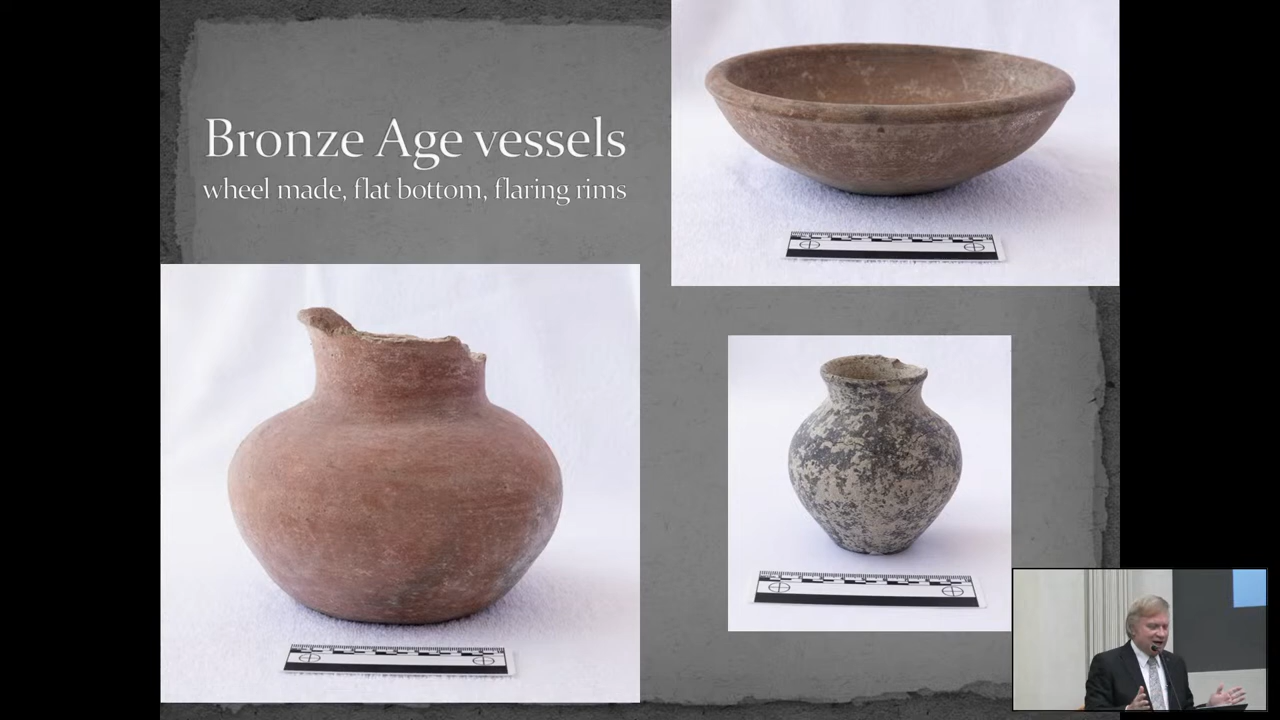 Bronze Age vessels
wheel made, flat bottom, flaring rims